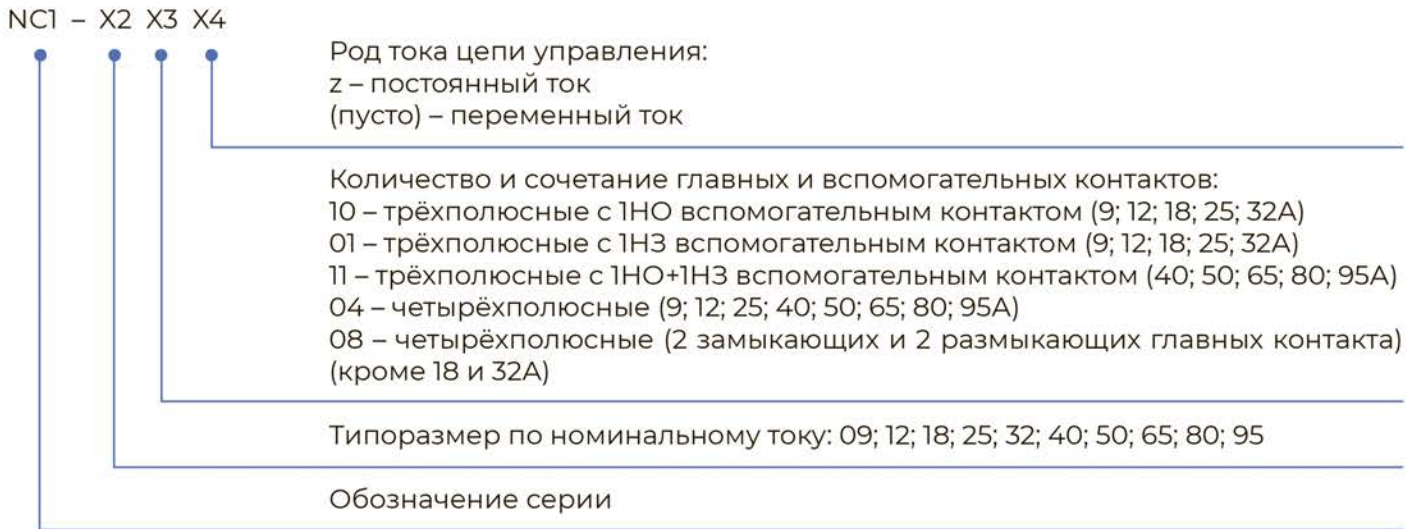 NC1 – X2 X3 X4
Род тока цепи управления:
z – постоянный ток
(пусто) – переменный ток
Количество и сочетание главных и вспомогательных контактов:
10 – трёхполюсные с 1НО вспомогательным контактом (9; 12; 18; 25; 32А)
01 – трёхполюсные с 1НЗ вспомогательным контактом (9; 12; 18; 25; 32А)
11 – трёхполюсные с 1НО+1НЗ вспомогательным контактом (40; 50; 65; 80; 95А)
04 – четырёхполюсные (9; 12; 25; 40; 50; 65; 80; 95А)
08 – четырёхполюсные (2 замыкающих и 2 размыкающих главных контакта)
(кроме 18 и 32А)
Типоразмер по номинальному току: 09; 12; 18; 25; 32; 40; 50; 65; 80; 95
Обозначение серии